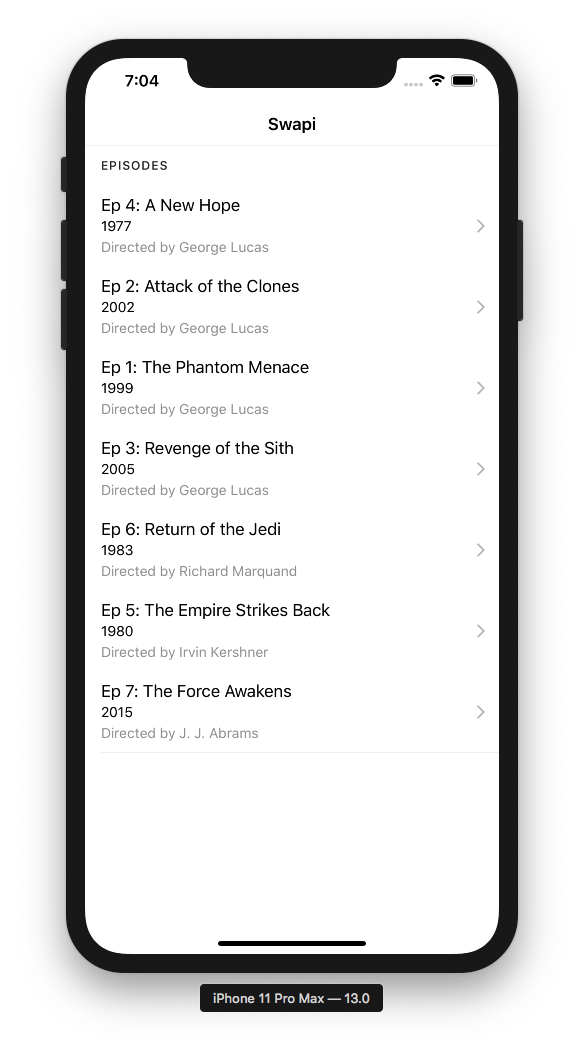 7:04
Swapi
EPISODES
Ep 4: A New Hope
1977
Directed by George Lucas
Ep 2: Attack of the Clones
2002
Directed by George Lucas
Ep 1: The Phantom Menace
1999
Directed by George Lucas
Ep 3: Revenge of the Sith
2005
Directed by George Lucas
Ep 6: Return of the Jedi
1983
Directed by Richard Marquand
Ep 5: The Empire Strikes Back
1980
Directed by Irvin Kershner
Ep 7: The Force Awakens
2015
Directed by J. J. Abrams
iPhone 11 Pro Max — 13.0